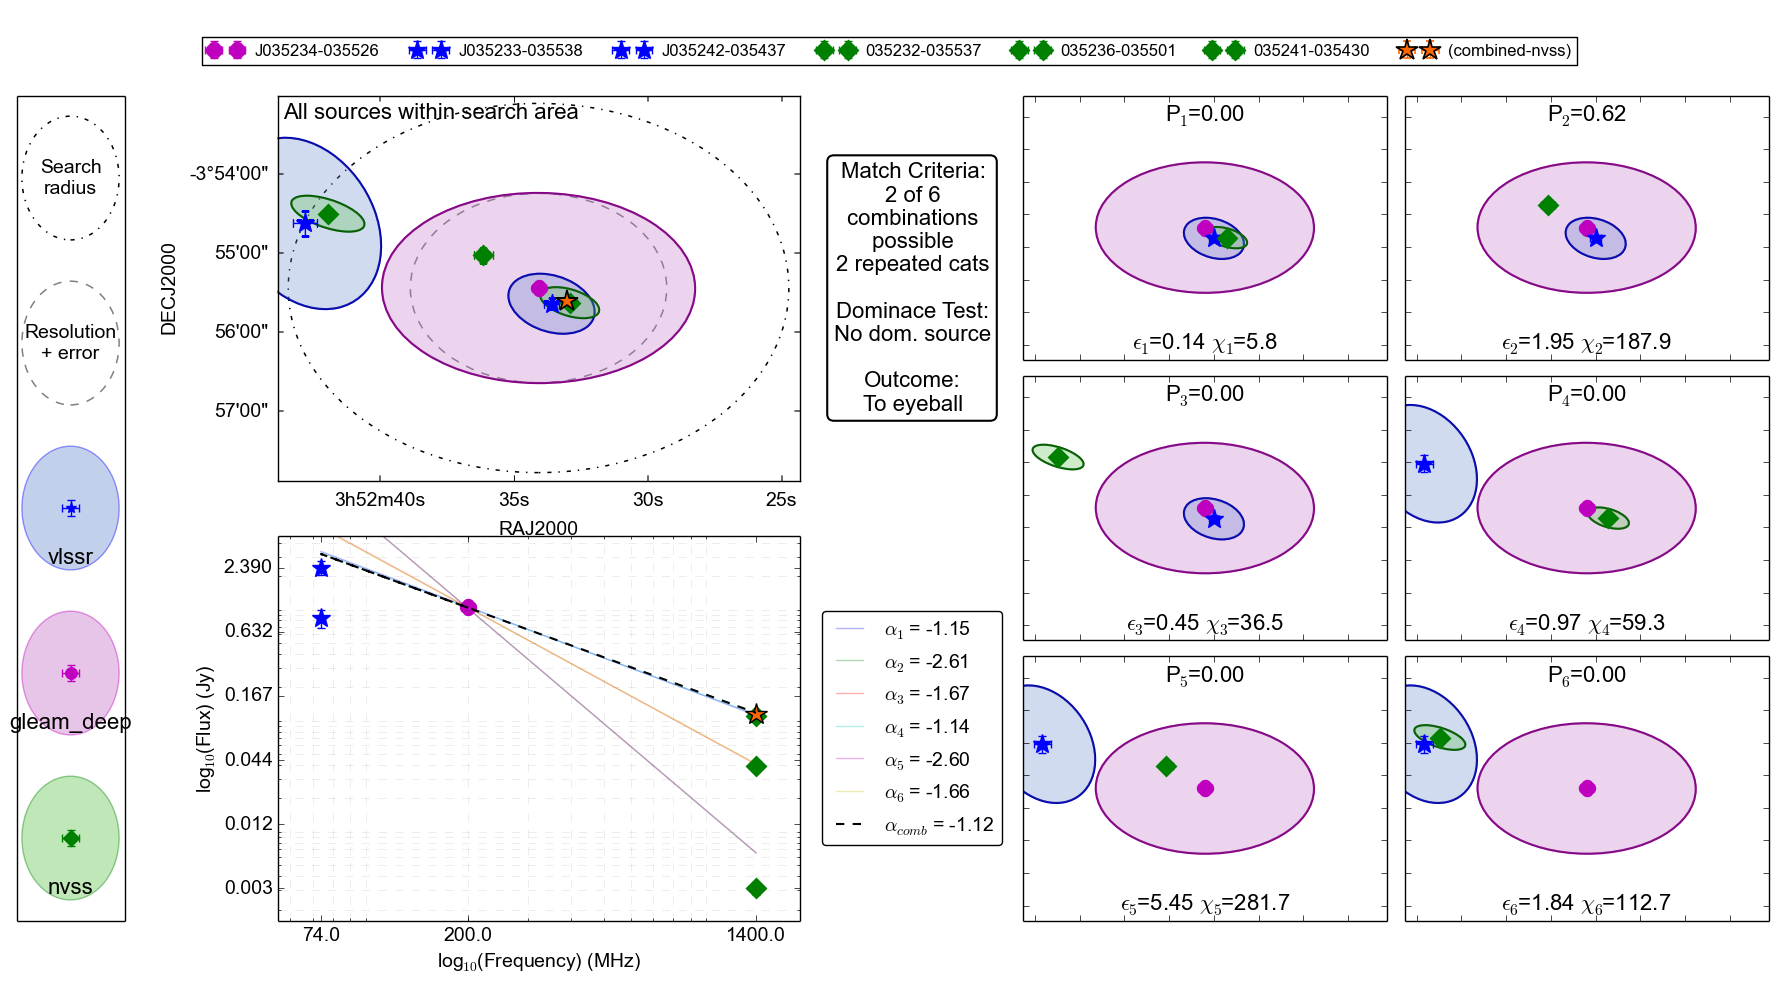 J035234-035526 J035233-035538 J035242-035437 035232-035537 035236-035501 035241-035430 (combined-nvss)
Search
radius
Resolution
+ error
vlssr
gleam_deep
nvss
All sources within search area
DECJ2000
-3°54'00"
55'00"
56'00"
57'00"
3h52m40s 35s 30s 25s
RAJ2000
Match Criteria:
2 of 6
combinations
possible
2 repeated cats
Dominace Test:
No dom. source
Outcome:
To eyeball
log₁₀(Flux) (Jy)
2.390
0.632
0.167
0.044
0.012
0.003
74.0 200.0 1400.0
log₁₀(Frequency) (MHz)
α₁ = -1.15
α₂ = -2.61
α₃ = -1.67
α₄ = -1.14
α₅ = -2.60
α₆ = -1.66
α_comb = -1.12
P₁=0.00
ϵ₁=0.14 χ₁=5.8
P₂=0.62
ϵ₂=1.95 χ₂=187.9
P₃=0.00
ϵ₃=0.45 χ₃=36.5
P₄=0.00
ϵ₄=0.97 χ₄=59.3
P₅=0.00
ϵ₅=5.45 χ₅=281.7
P₆=0.00
ϵ₆=1.84 χ₆=112.7